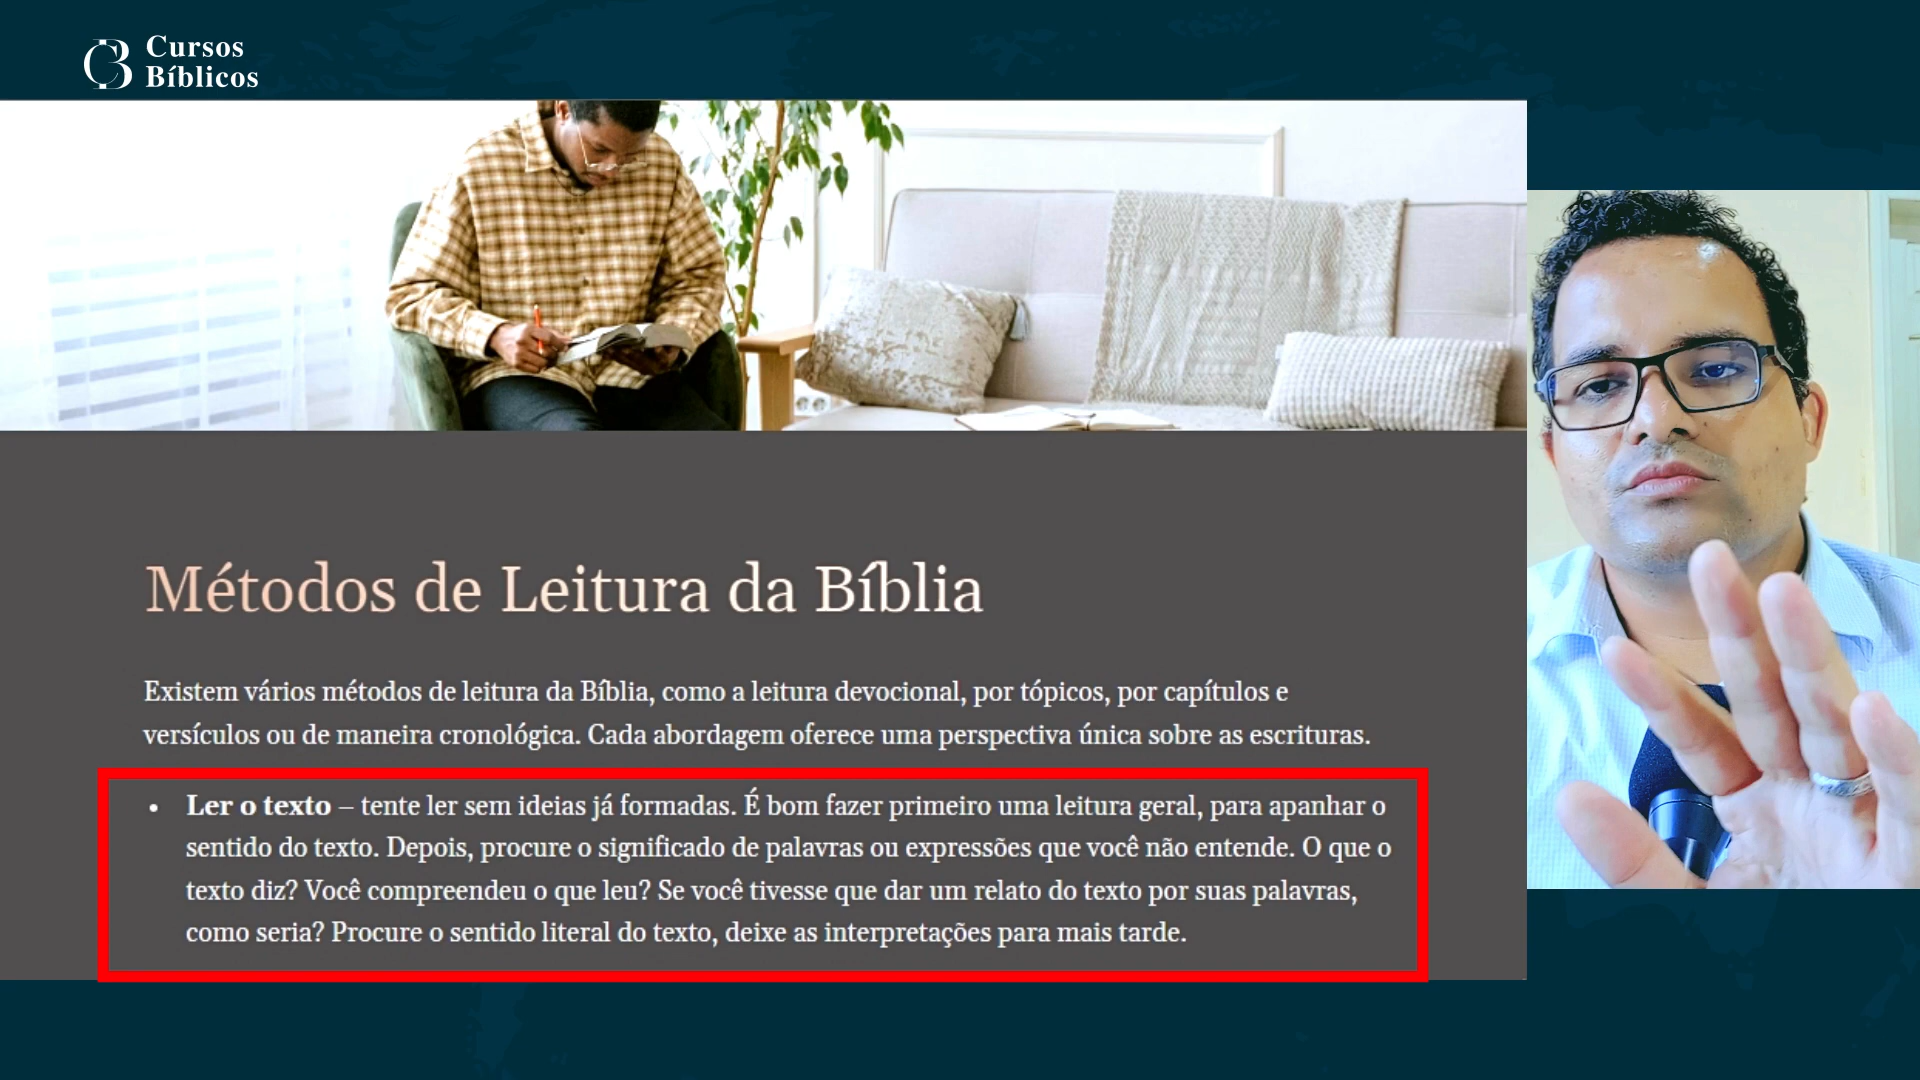 Cursos
Bíblicos
Métodos de Leitura da Bíblia
Existem vários métodos de leitura da Bíblia, como a leitura devocional, por tópicos, por capítulos e
versículos ou de maneira cronológica. Cada abordagem oferece uma perspectiva única sobre as escrituras.
• Ler o texto – tente ler sem ideias já formadas. É bom fazer primeiro uma leitura geral, para apanhar o
sentido do texto. Depois, procure o significado de palavras ou expressões que você não entende. O que o
texto diz? Você compreendeu o que leu? Se você tivesse que dar um relato do texto por suas palavras,
como seria? Procure o sentido literal do texto, deixe as interpretações para mais tarde.